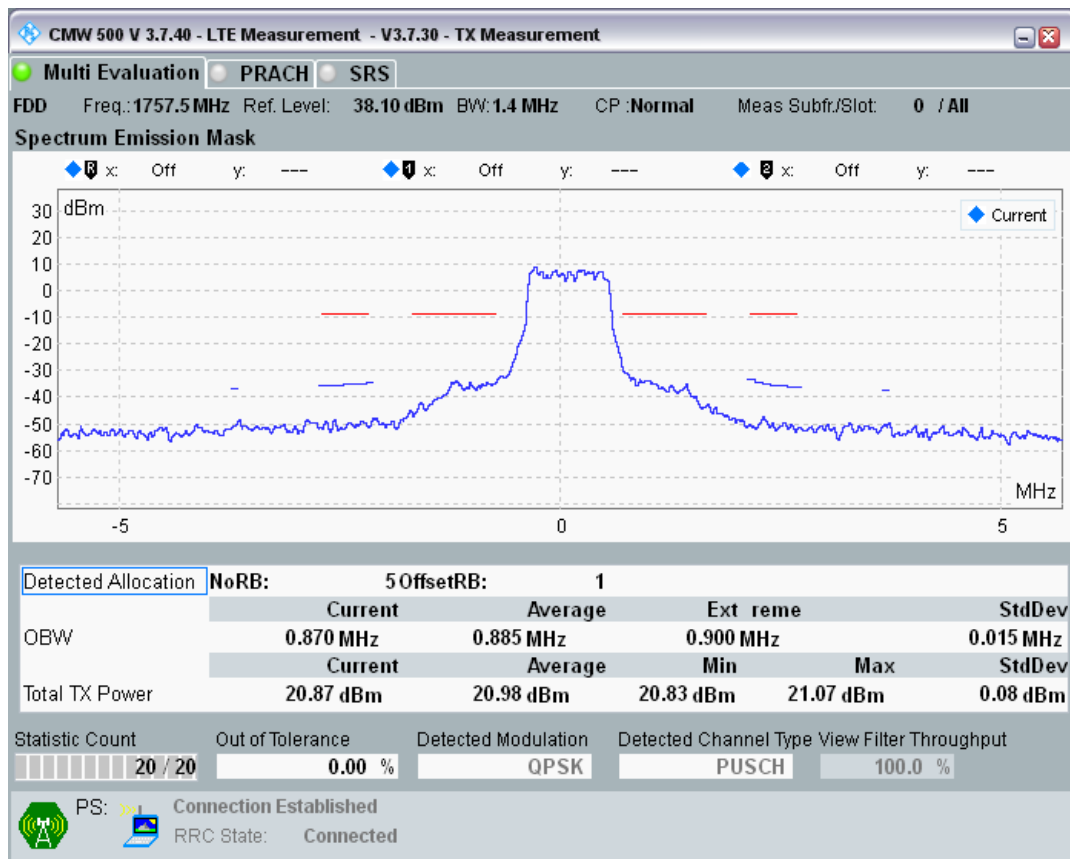 CMW 500 V 3.7.40 - LTE Measurement - V3.7.30 - TX Measurement
Multi Evaluation PRACH SRS
FDD Freq.: 1757.5 MHz Ref. Level: 38.10 dBm BW: 1.4 MHz CP :Normal Meas Subfr./Slot: 0 / All
Spectrum Emission Mask
R x: Off y: --- 1 x: Off y: --- 2 x: Off y: ---
dBm
Current
30
20
10
0
-10
-20
-30
-40
-50
-60
-70
MHz
-5 0 5
Detected Allocation NoRB: 5 OffsetRB: 1
Current Average Ext reme StdDev
OBW 0.870 MHz 0.885 MHz 0.900 MHz 0.015 MHz
Current Average Min Max StdDev
Total TX Power 20.87 dBm 20.98 dBm 20.83 dBm 21.07 dBm 0.08 dBm
Statistic Count Out of Tolerance Detected Modulation Detected Channel Type View Filter Throughput
20 / 20 0.00 % QPSK PUSCH 100.0 %
PS: Connection Established
RRC State: Connected